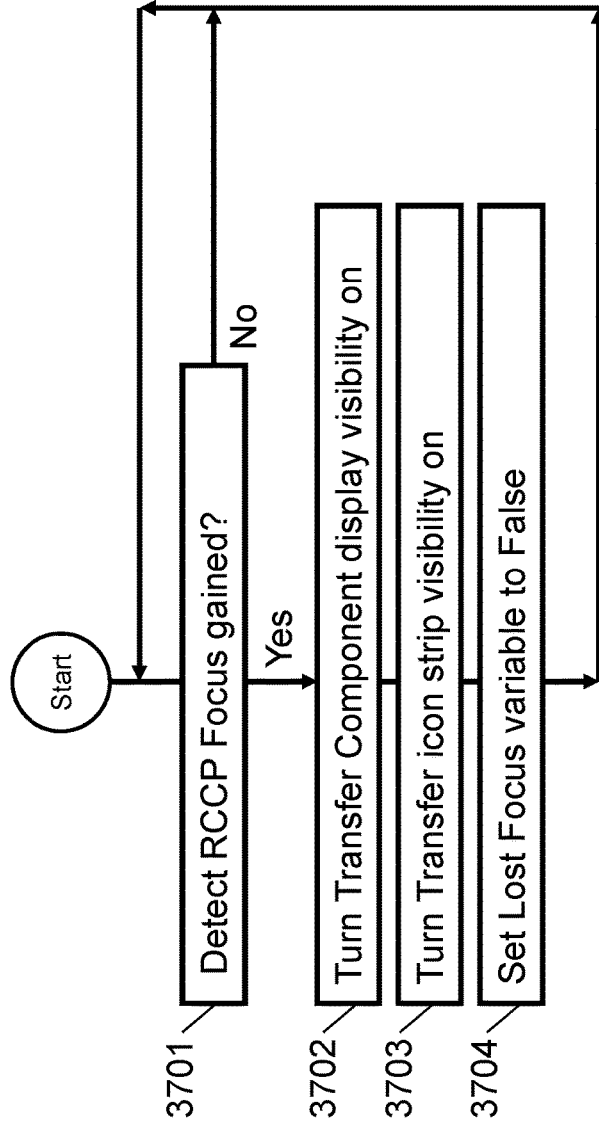 Start
3701
Detect RCCP Focus gained?
No
Yes
3702
Turn Transfer Component display visibility on
3703
Turn Transfer icon strip visibility on
3704
Set Lost Focus variable to False